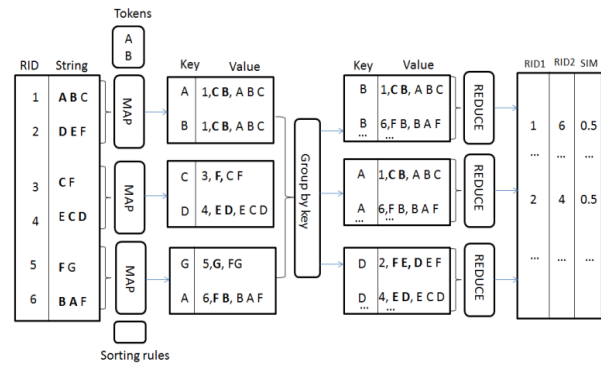 Tokens
A
B
RID String
1 A B C
2 D E F
3 C F
4 E C D
5 F G
6 B A F
MAP
MAP
MAP
Sorting rules
Key Value
A 1,C B, A B C
B 1,C B, A B C
C 3, F, C F
D 4, E D, E C D
G 5,G, FG
A 6,F B, B A F
Group by key
Key Value
B 1,C B, A B C
B 6,F B, B A F
... ...
A 1,C B, A B C
A 6,F B, B A F
... ...
D 2, F E, D E F
D 4, E D, E C D
... ...
REDUCE
REDUCE
REDUCE
RID1 RID2 SIM
1 6 0.5
... ...
2 4 0.5
... ...